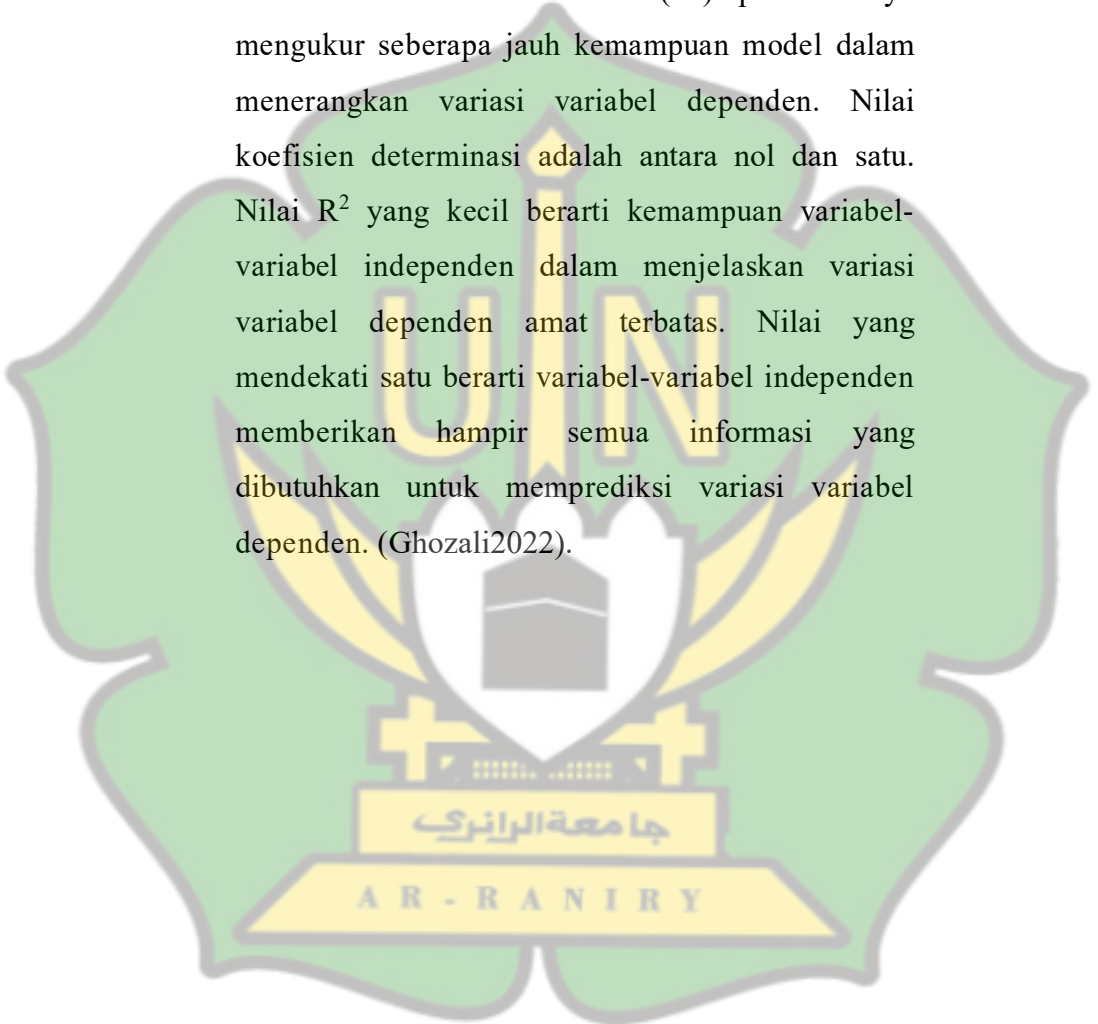 mengukur seberapa jauh kemampuan model dalam
menerangkan variasi variabel dependen. Nilai
koefisien determinasi adalah antara nol dan satu.
Nilai R² yang kecil berarti kemampuan variabel-
variabel independen dalam menjelaskan variasi
variabel dependen amat terbatas. Nilai yang
mendekati satu berarti variabel-variabel independen
memberikan hampir semua informasi yang
dibutuhkan untuk memprediksi variasi variabel
dependen. (Ghozali2022).
UIN
جامعة الرانري
AR-RANIRY